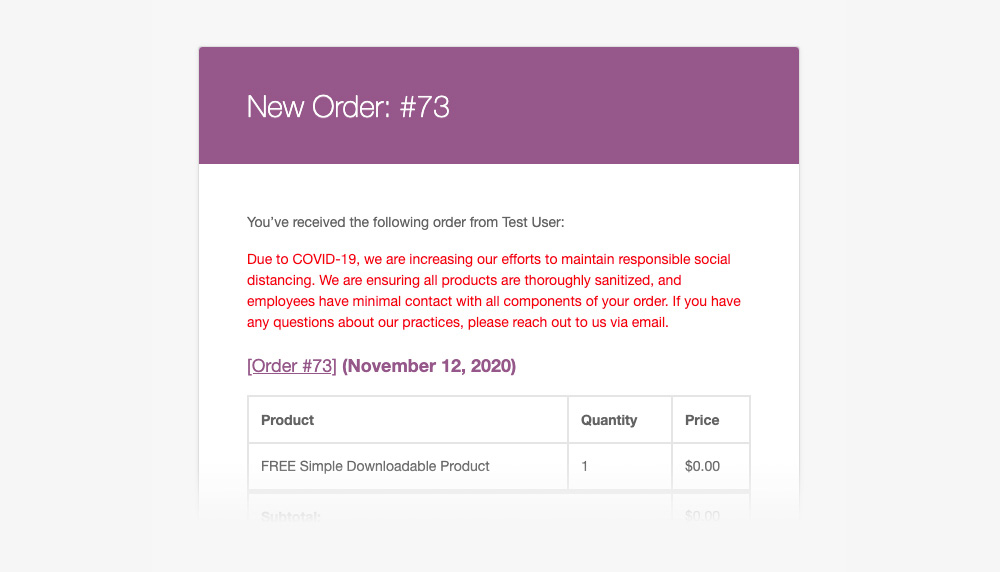 New Order: #73
You’ve received the following order from Test User:
Due to COVID-19, we are increasing our efforts to maintain responsible social
distancing. We are ensuring all products are thoroughly sanitized, and
employees have minimal contact with all components of your order. If you have
any questions about our practices, please reach out to us via email.
[Order #73] (November 12, 2020)
Product Quantity Price
FREE Simple Downloadable Product 1 $0.00
Subtotal: $0.00